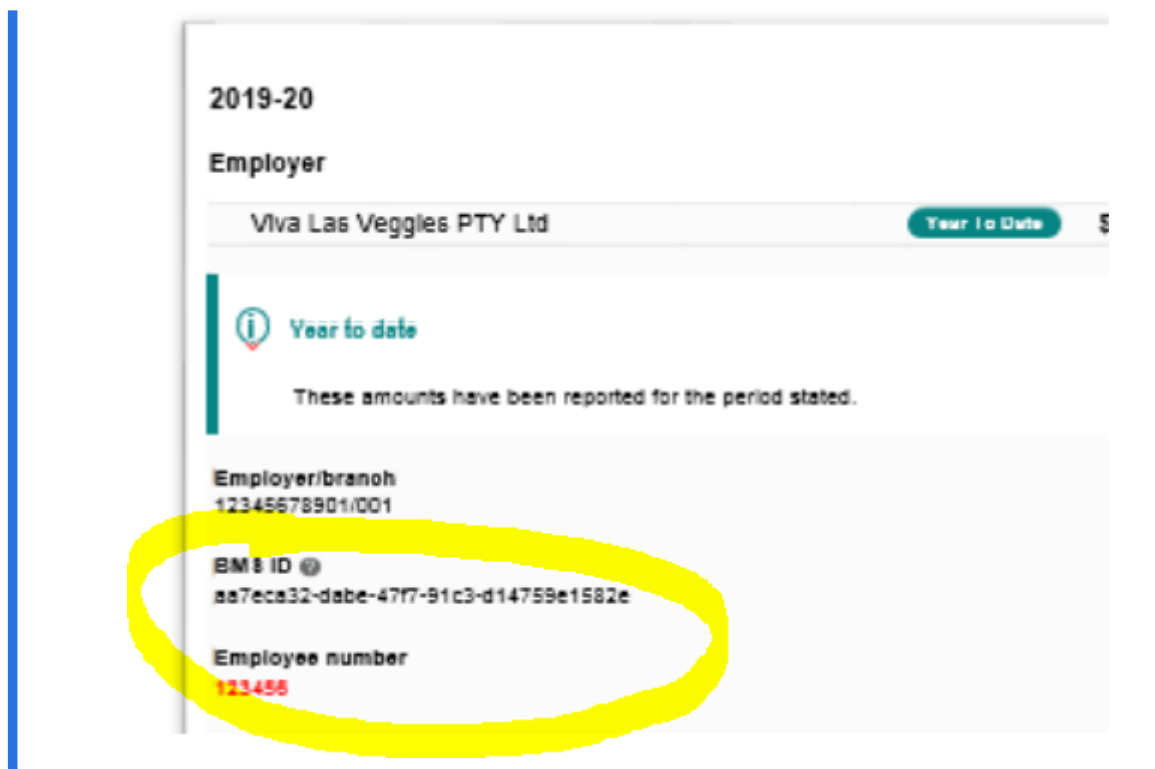 2019-20
Employer
Viva Las Veggies PTY Ltd
Year To Date $
Year to date
These amounts have been reported for the period stated.
Employer/branch
12345678901/001
BMS ID
aa7eca32-dabe-47f7-91c3-d14759e1582e
Employee number
123456